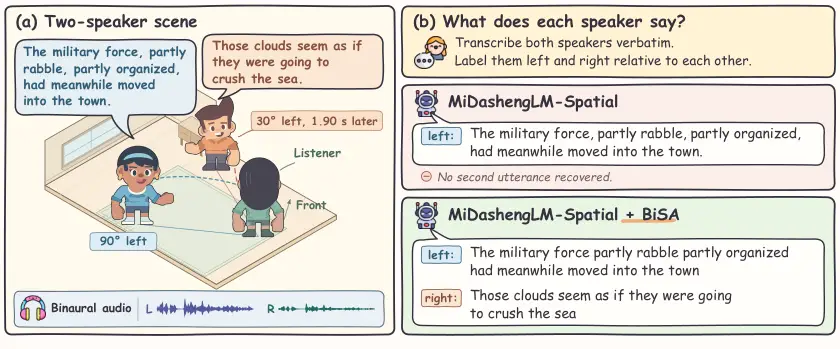 (a) Two-speaker scene
The military force, partly
rabble, partly organized,
had meanwhile moved
into the town.
Those clouds seem as if
they were going to
crush the sea.
30° left, 1.90 s later
Listener
Front
90° left
Binaural audio
L
R
(b) What does each speaker say?
Transcribe both speakers verbatim.
Label them left and right relative to each other.
MiDashengLM-Spatial
left: The military force, partly rabble, partly organized,
had meanwhile moved into the town.
No second utterance recovered.
MiDashengLM-Spatial + BiSA
left: The military force partly rabble partly organized
had meanwhile moved into the town
right: Those clouds seem as if they were going
to crush the sea